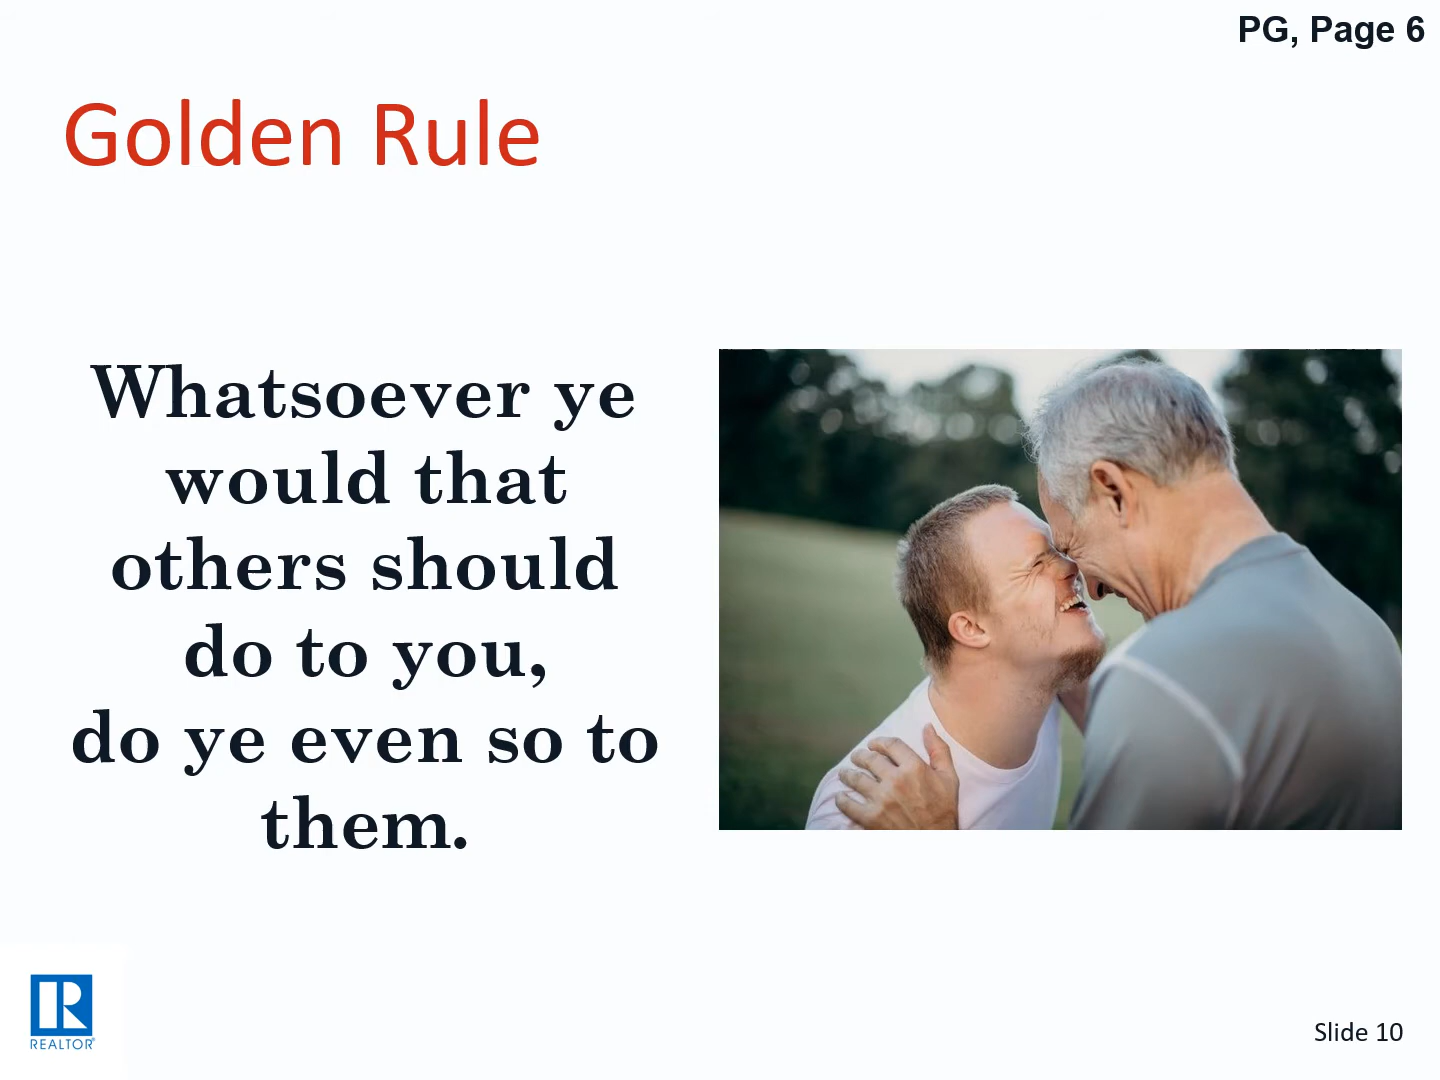 PG, Page 6
Golden Rule
Whatsoever ye
would that
others should
do to you,
do ye even so to
them.
R
REALTOR®
Slide 10